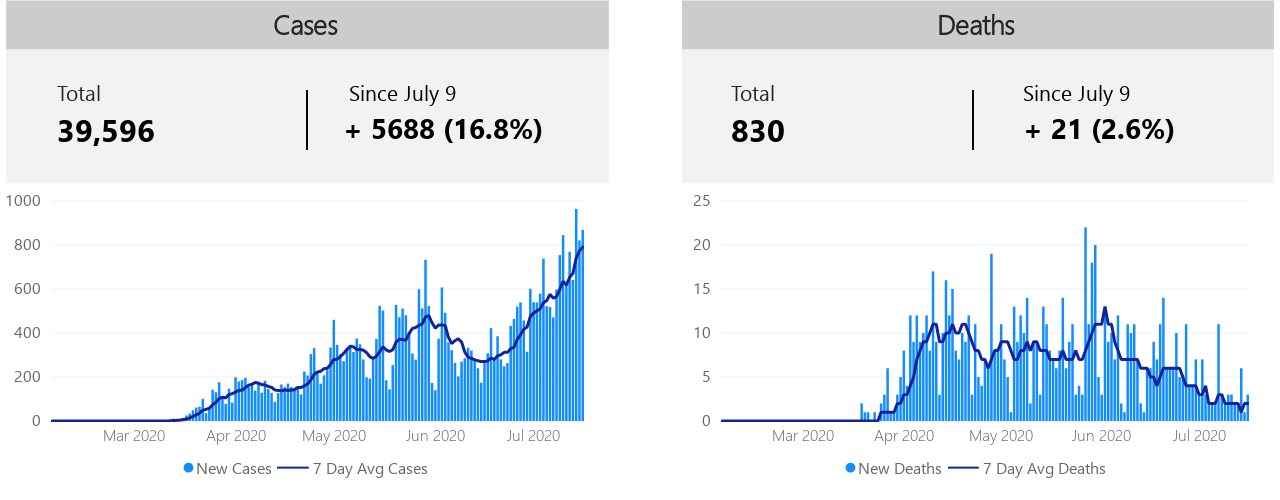 Cases
Total
Since July 9
39,596
+ 5688 (16.8%)
1000
800
600
400
200
0
Mar 2020 Apr 2020 May 2020 Jun 2020 Jul 2020
New Cases 7 Day Avg Cases
Deaths
Total
Since July 9
830
+ 21 (2.6%)
25
20
15
10
5
0
Mar 2020 Apr 2020 May 2020 Jun 2020 Jul 2020
New Deaths 7 Day Avg Deaths